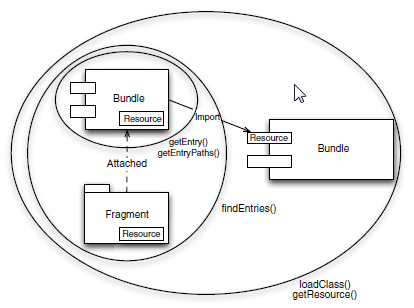 Bundle
Resource
Import
getEntry()
getEntryPaths()
Resource
Bundle
Attached
Fragment
Resource
findEntries()
loadClass()
getResource()